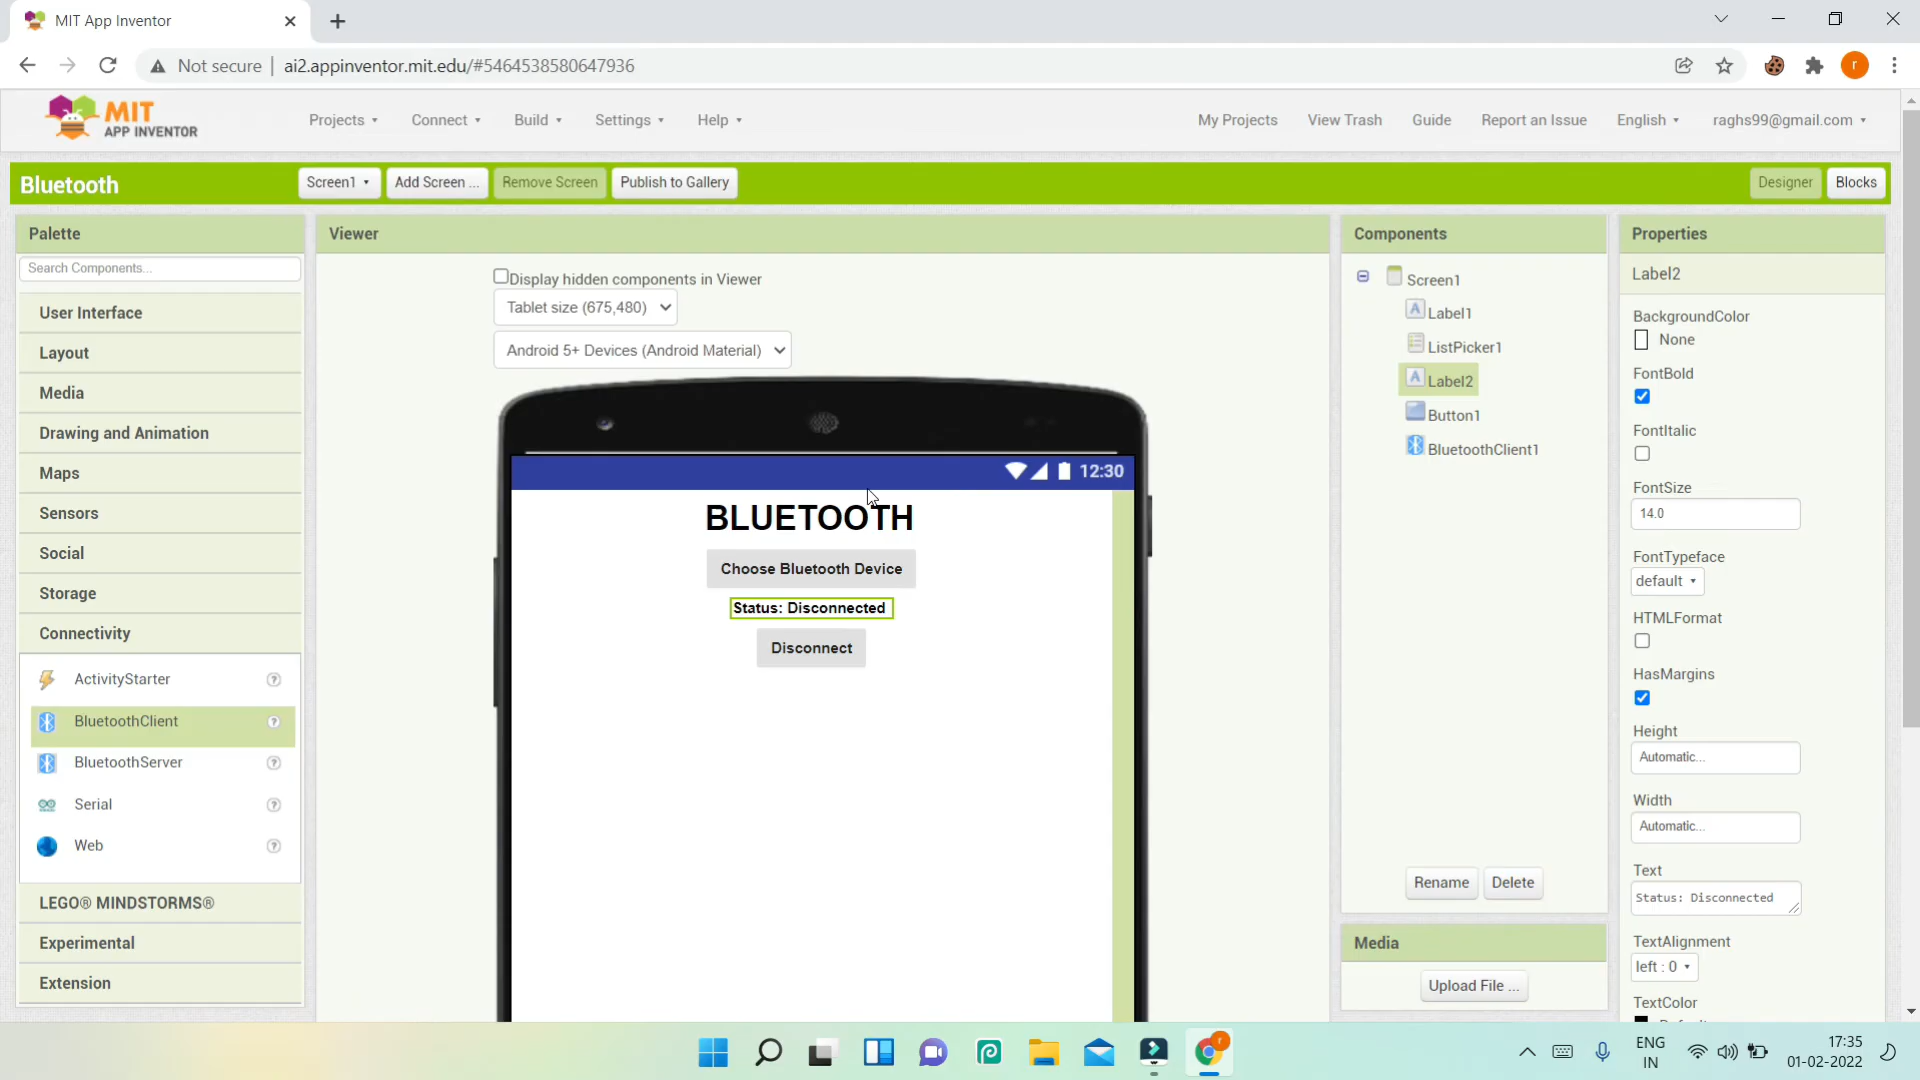 MIT App Inventor
Not secure
ai2.appinventor.mit.edu/#5464538580647936
r
MIT
APP INVENTOR
Projects
Connect
Build
Settings
Help
My Projects
View Trash
Guide
Report an Issue
English
raghs99@gmail.com
Bluetooth
Screen1
Add Screen ...
Remove Screen
Publish to Gallery
Designer
Blocks
Palette
Search Components...
User Interface
Layout
Media
Drawing and Animation
Maps
Sensors
Social
Storage
Connectivity
ActivityStarter
BluetoothClient
BluetoothServer
Serial
Web
LEGO® MINDSTORMS®
Experimental
Extension
Viewer
Display hidden components in Viewer
Tablet size (675,480)
Android 5+ Devices (Android Material)
12:30
BLUETOOTH
Choose Bluetooth Device
Status: Disconnected
Disconnect
Components
Screen1
Label1
ListPicker1
Label2
Button1
BluetoothClient1
Rename
Delete
Media
Upload File ...
Properties
Label2
BackgroundColor
None
FontBold
FontItalic
FontSize
14.0
FontTypeface
default
HTMLFormat
HasMargins
Height
Automatic...
Width
Automatic...
Text
Status: Disconnected
TextAlignment
left : 0
TextColor
ENG
IN
17:35
01-02-2022